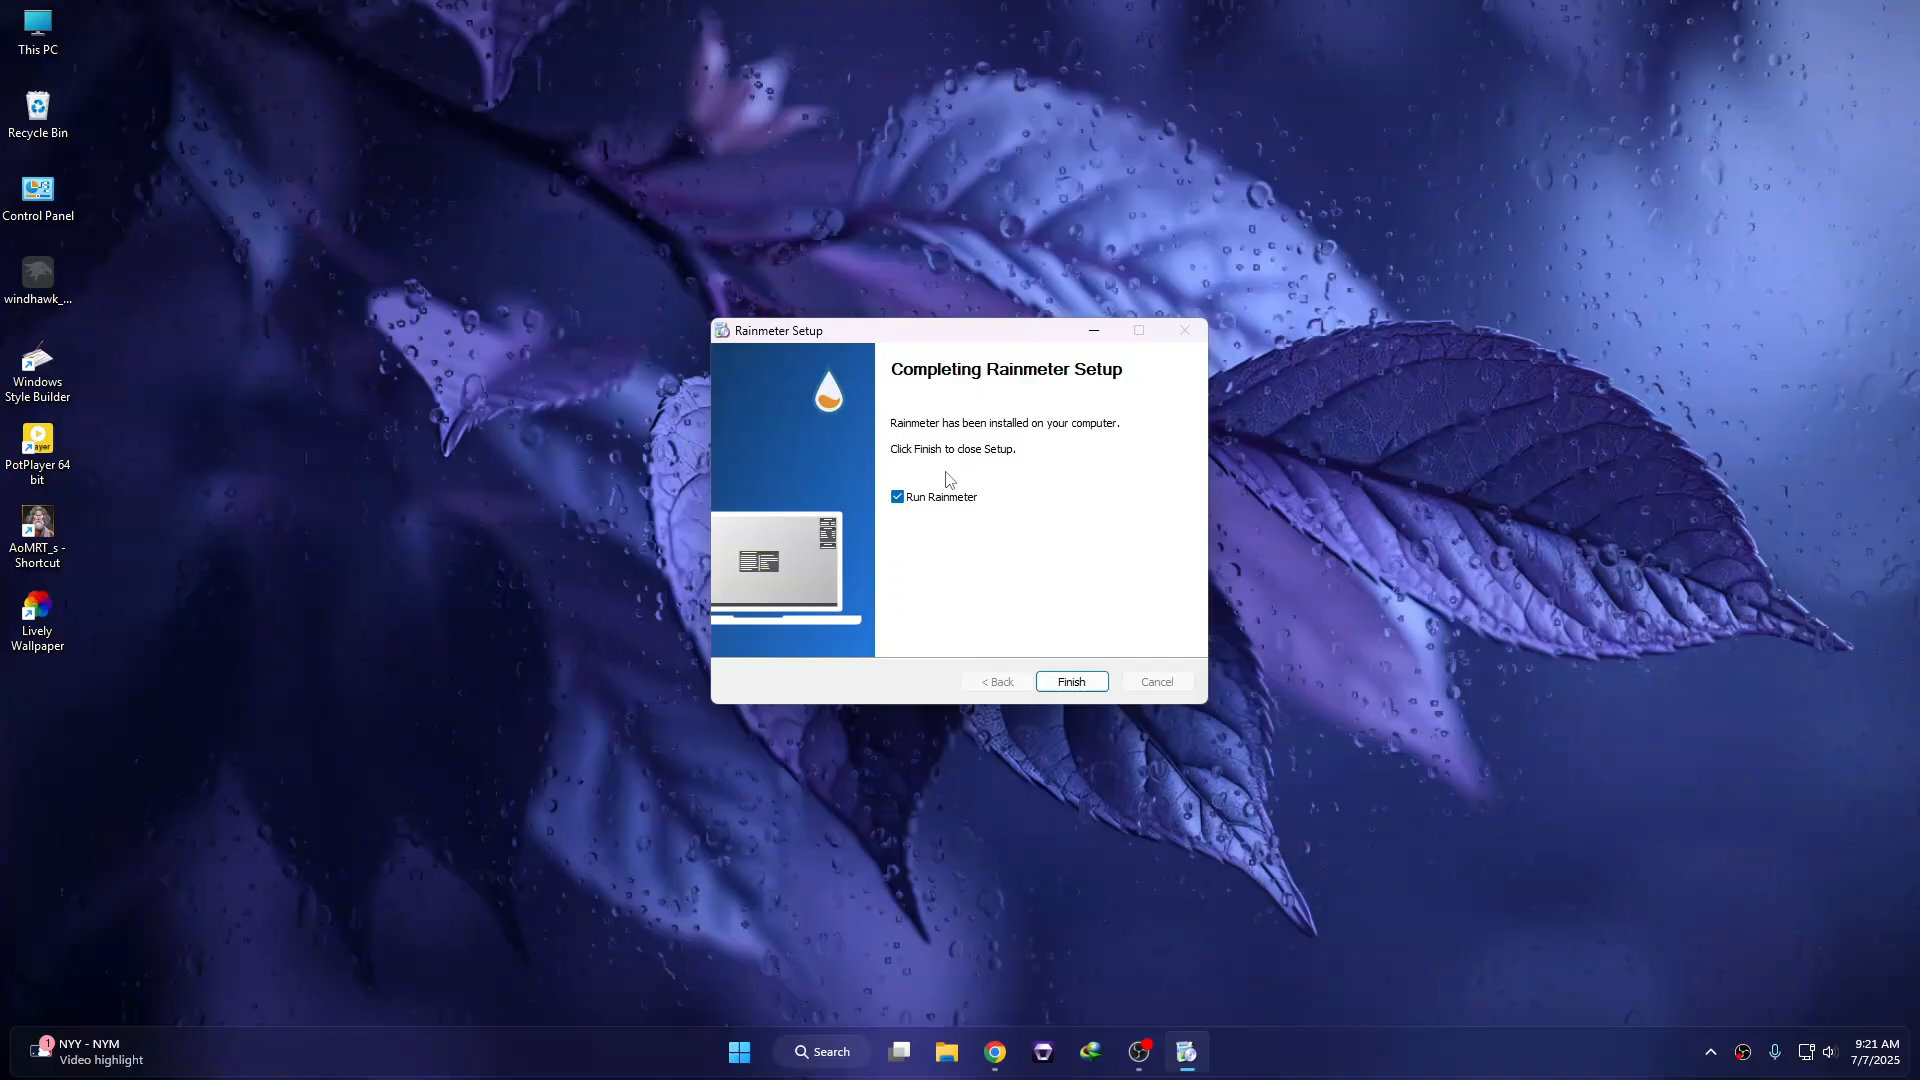 This PC
Recycle Bin
Control Panel
windhawk_...
Windows
Style Builder
PotPlayer 64
bit
AoMRT_s -
Shortcut
Lively
Wallpaper
Rainmeter Setup
Completing Rainmeter Setup
Rainmeter has been installed on your computer.
Click Finish to close Setup.
Run Rainmeter
< Back
Finish
Cancel
1
NYY - NYM
Video highlight
Search
9:21 AM
7/7/2025